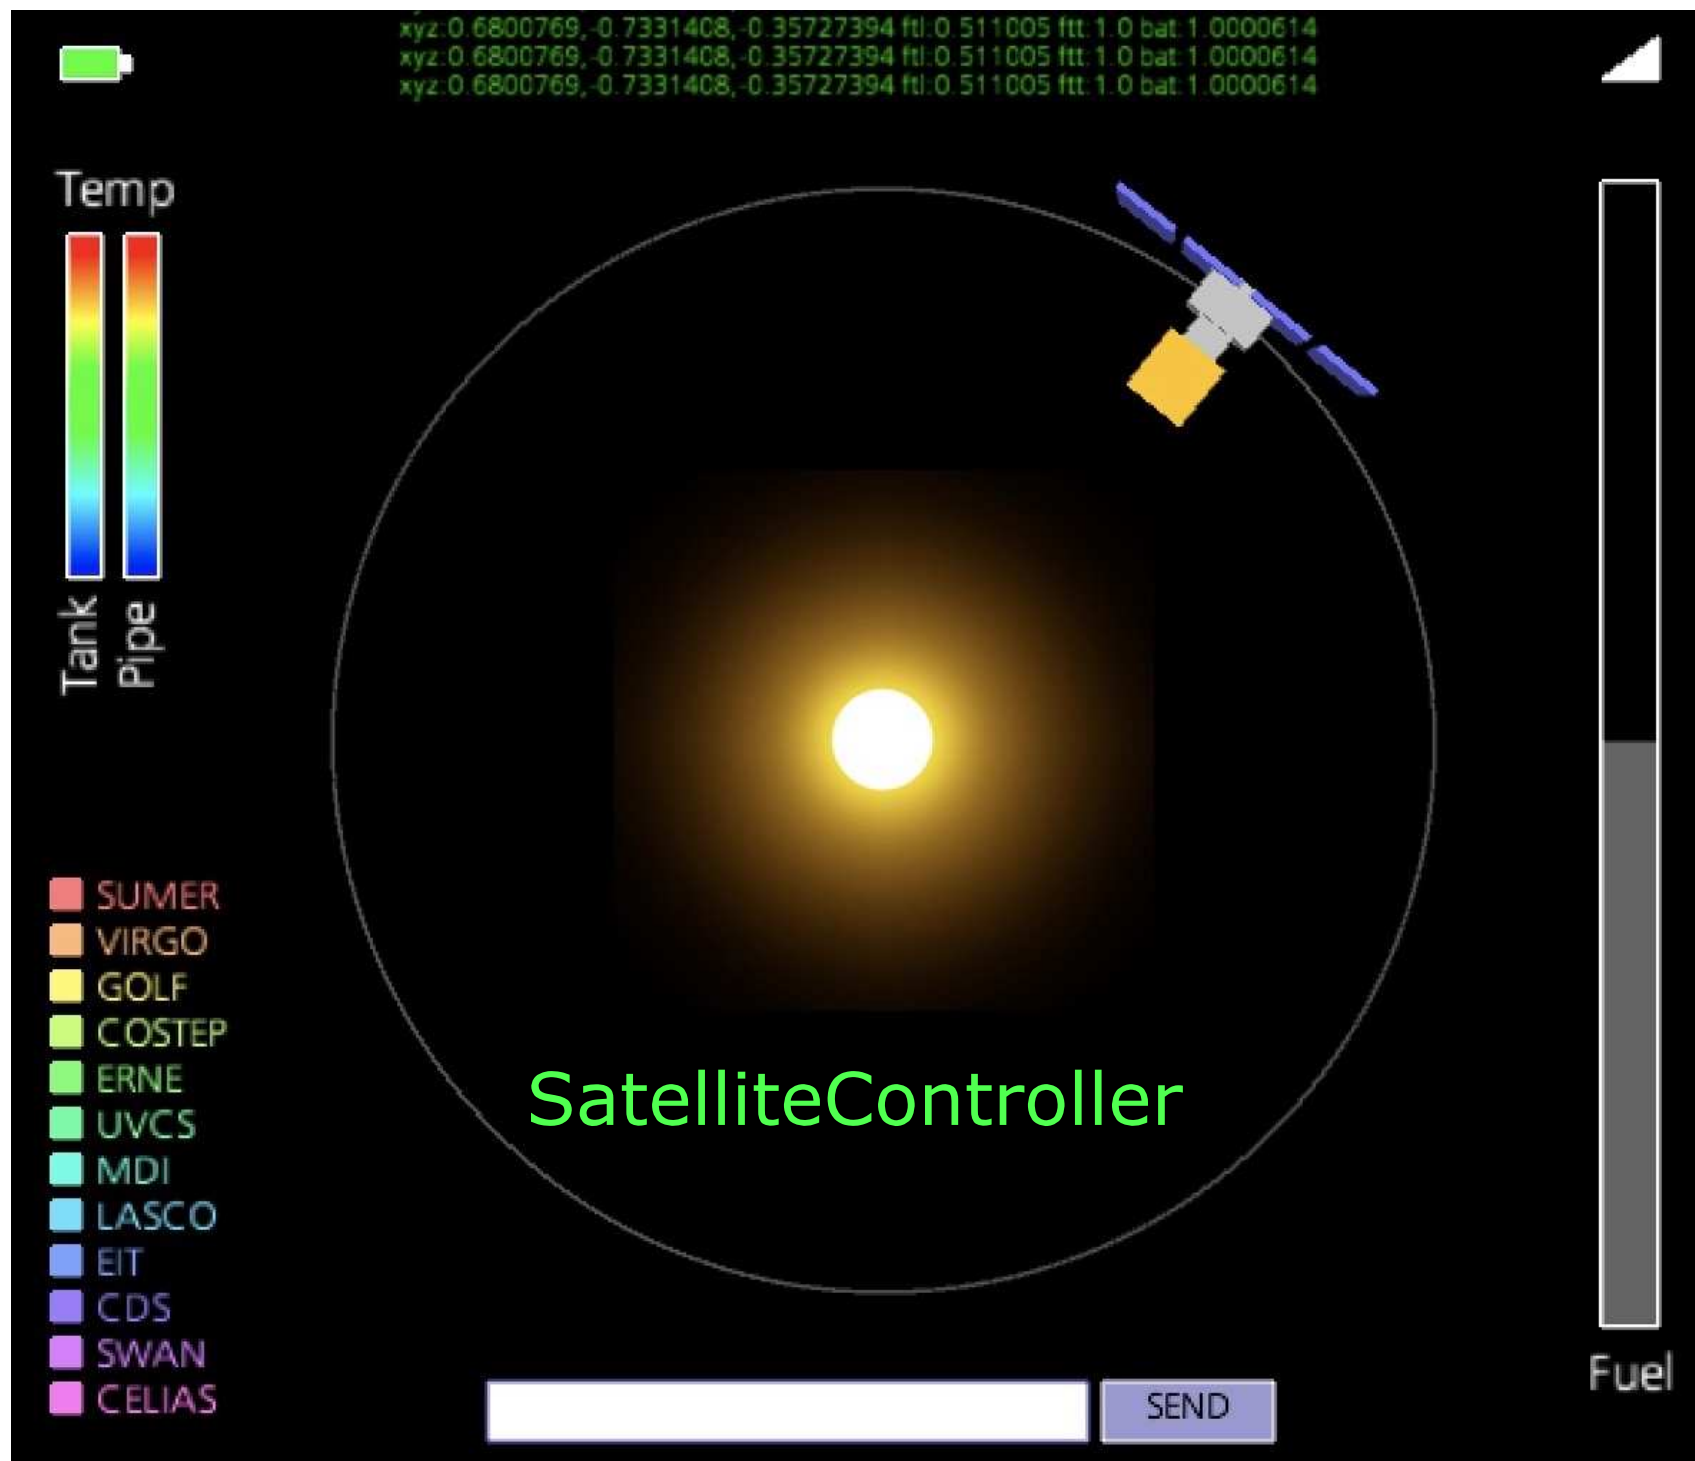 xyz:0.6800769,-0.7331408,-0.35727394 ftl:0.511005 ftt:1.0 bat:1.0000614
xyz:0.6800769,-0.7331408,-0.35727394 ftl:0.511005 ftt:1.0 bat:1.0000614
xyz:0.6800769,-0.7331408,-0.35727394 ftl:0.511005 ftt:1.0 bat:1.0000614
Temp
Tank
Pipe
SUMER
VIRGO
GOLF
COSTEP
ERNE
UVCS
MDI
LASCO
EIT
CDS
SWAN
CELIAS
SatelliteController
SEND
Fuel